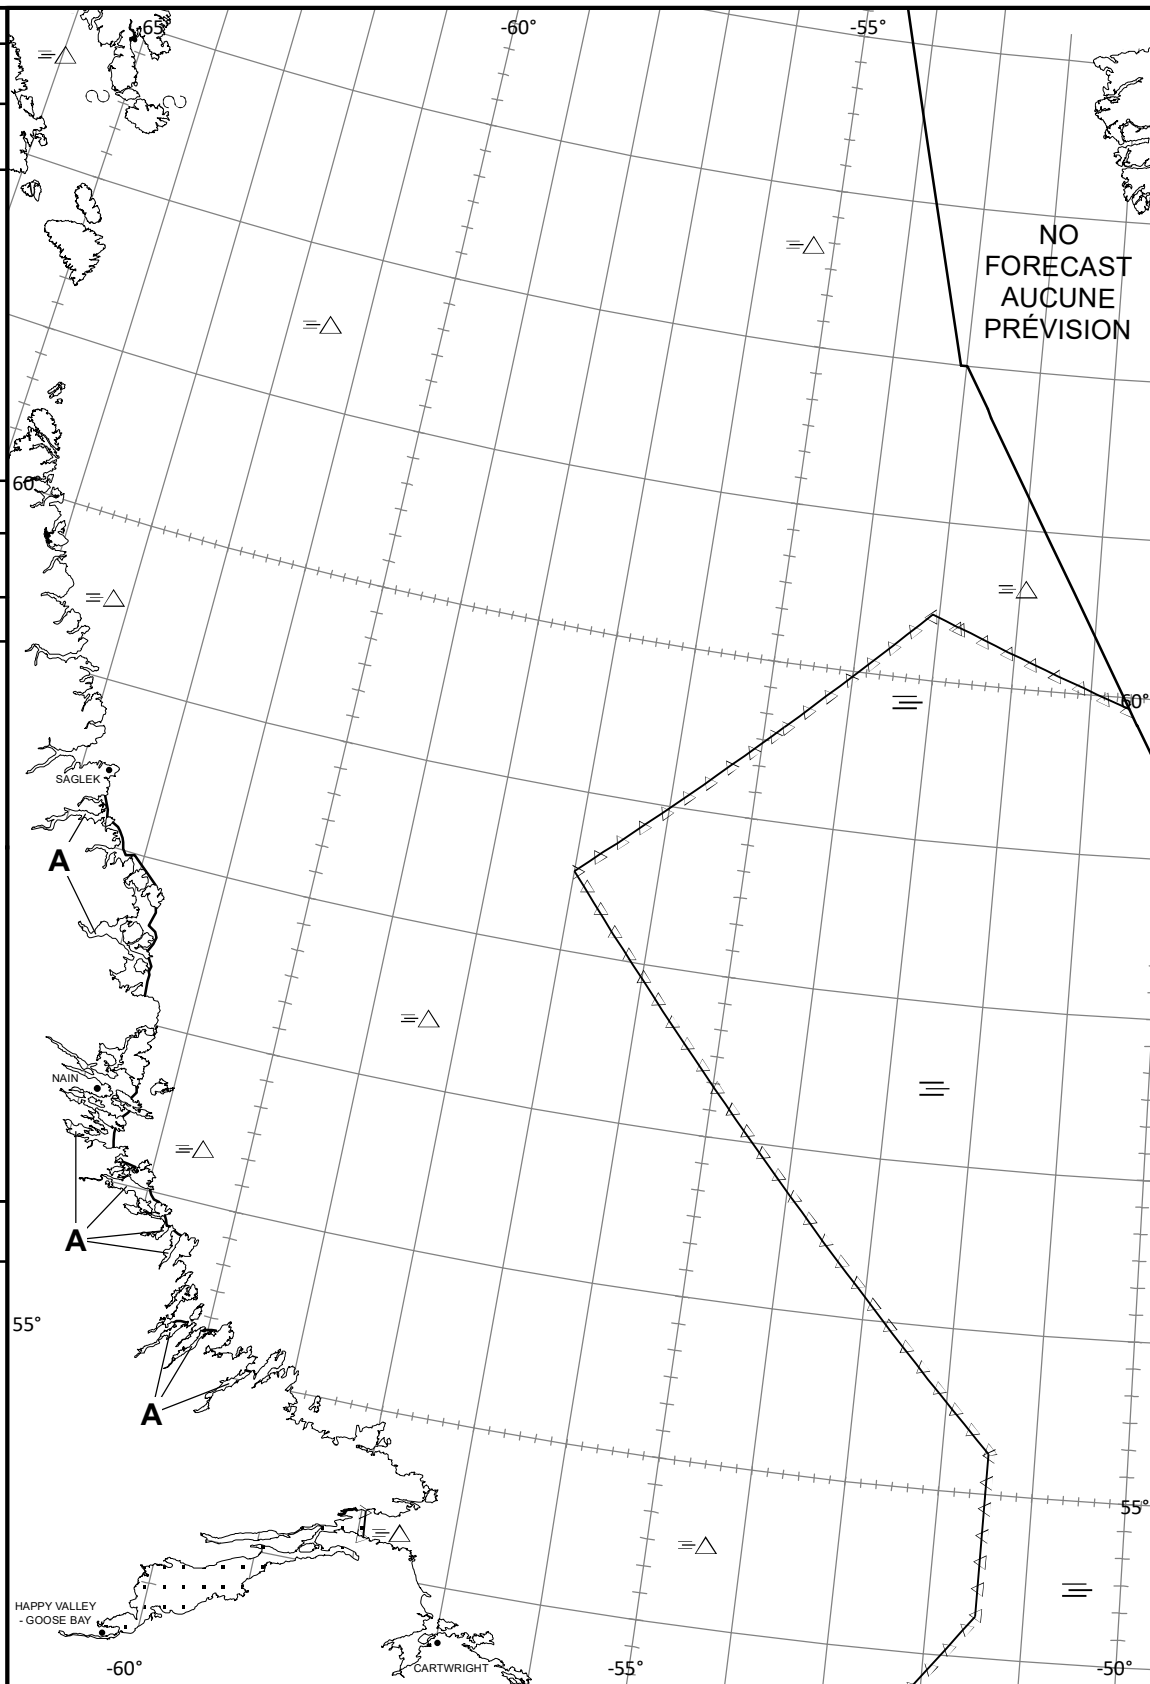 -65°
-60°
-55°
NO
FORECAST
AUCUNE
PRÉVISION
60°
60°
SAGLEK
A
NAIN
A
55°
A
55°
HAPPY VALLEY
- GOOSE BAY
CARTWRIGHT
-60°
-55°
-50°